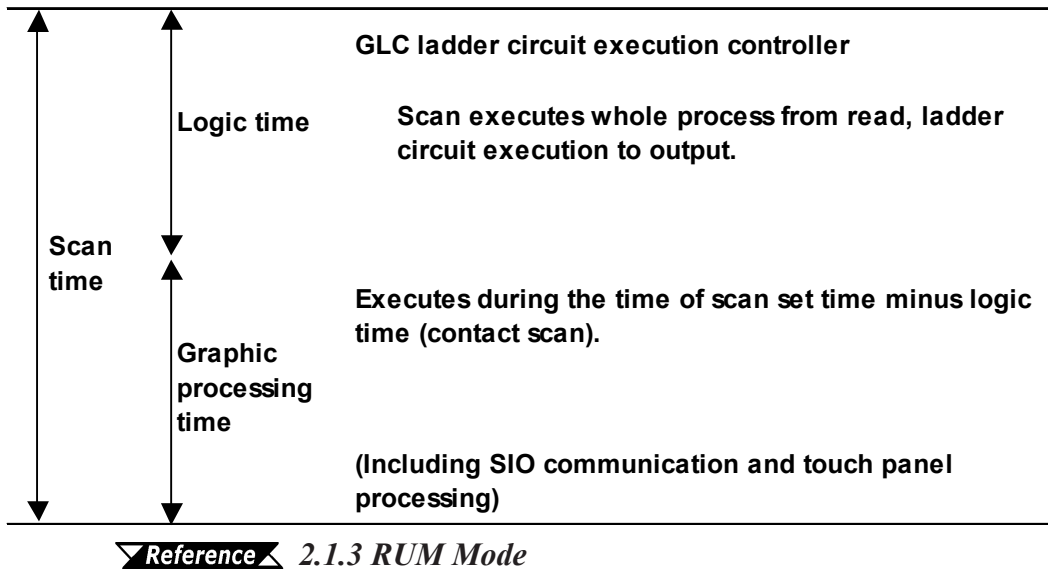 GLC ladder circuit execution controller
Logic time
Scan executes whole process from read, ladder
circuit execution to output.
Scan
time
Executes during the time of scan set time minus logic
time (contact scan).
Graphic
processing
time
(Including SIO communication and touch panel
processing)
Reference 2.1.3 RUM Mode